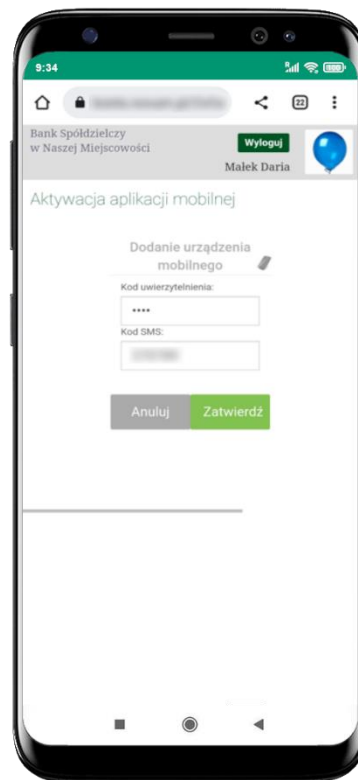 9:34
22
Bank Spółdzielczy
w Naszej Miejscowości
Wyloguj
Małek Daria
Aktywacja aplikacji mobilnej
Dodanie urządzenia
mobilnego
Kod uwierzytelnienia:
••••
Kod SMS:
Anuluj
Zatwierdź